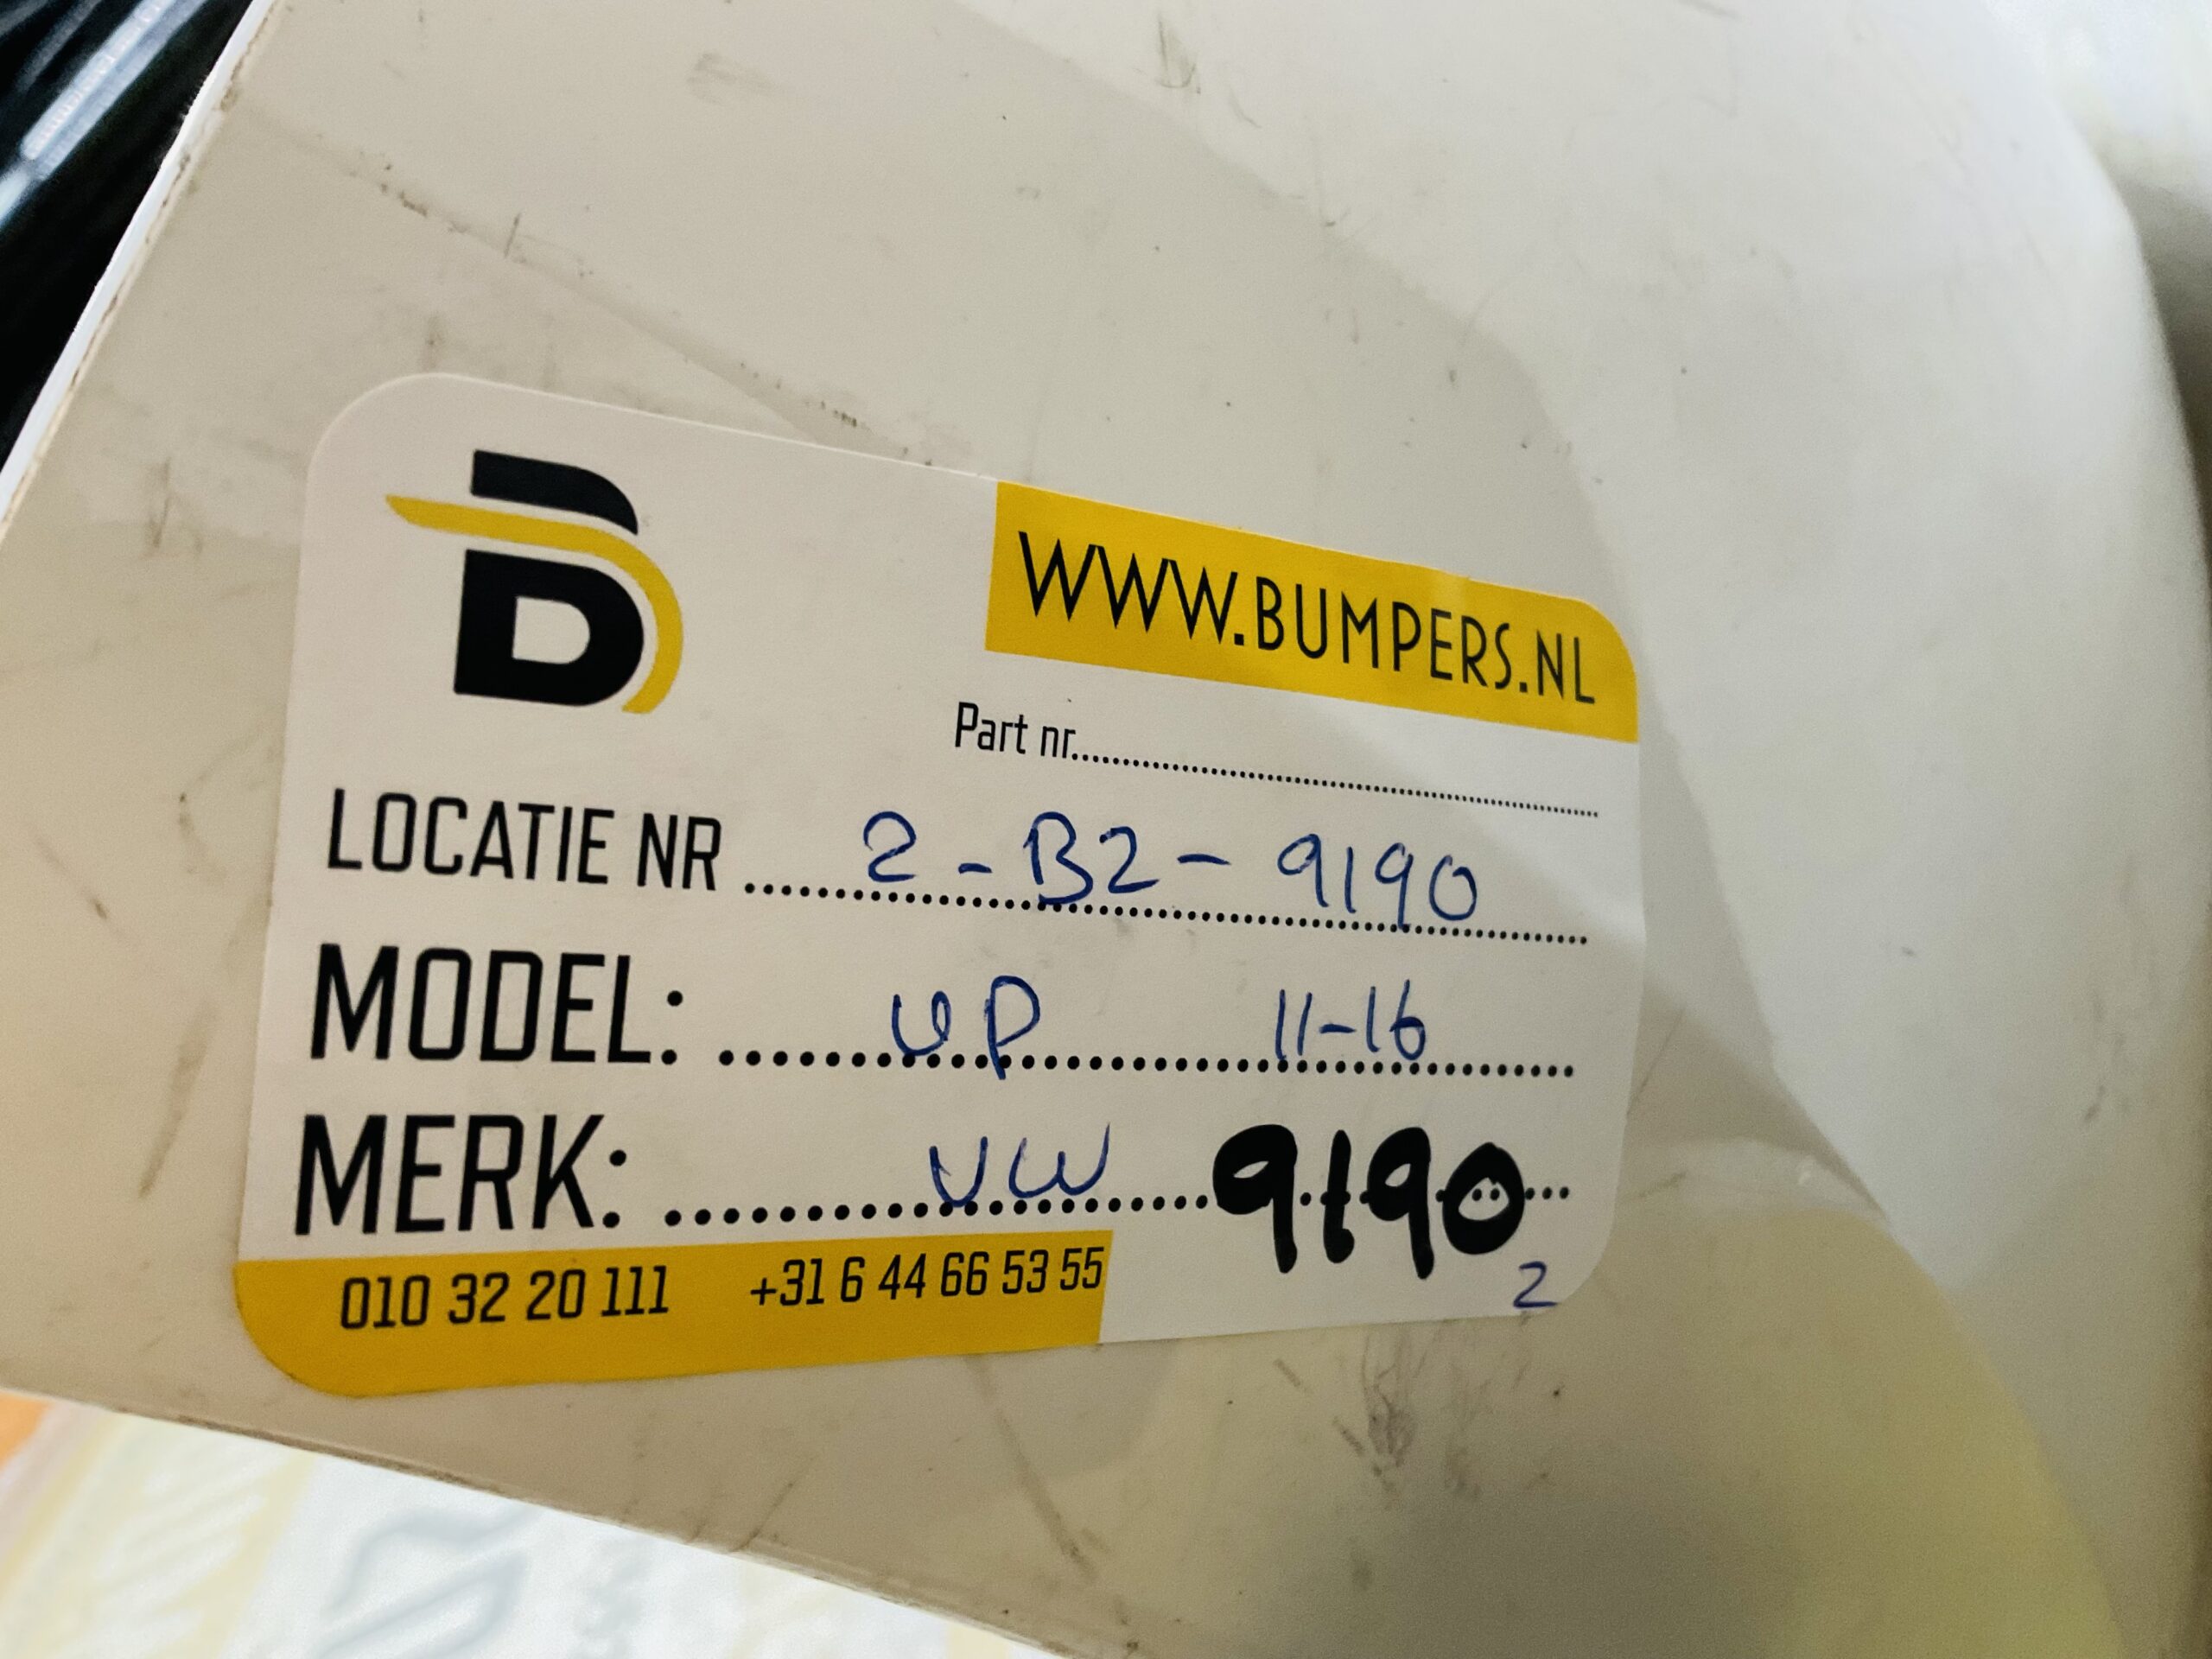 WWW.BUMPERS.NL
Part nr...............
LOCATIE NR ..... 2-B2-9190
MODEL: ..... UP 11-16
MERK: ..... VW 9190
2
010 32 20 111 +31 6 44 66 53 55